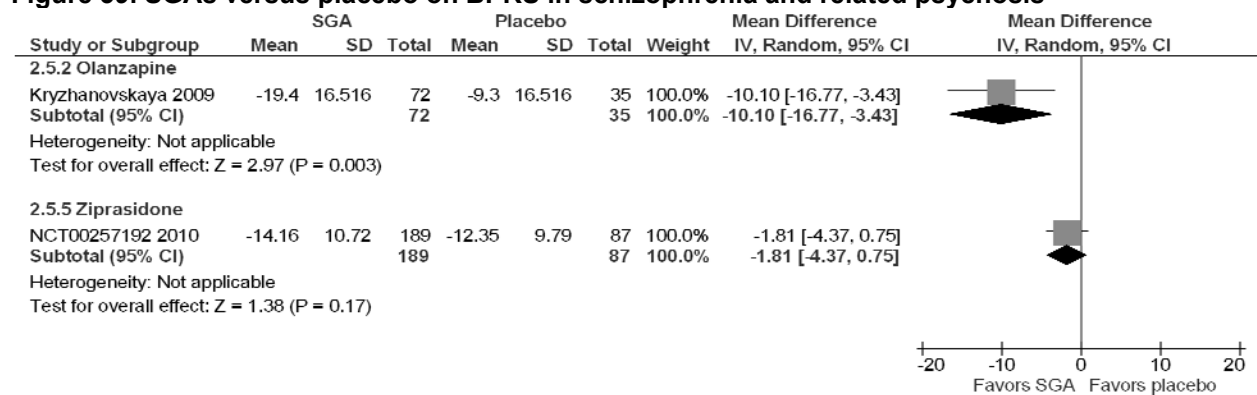 SGAs versus placebo on in schizophrenia and related psychosis
SGA Placebo Mean Difference Mean Difference
Study or Subgroup Mean SD Total Mean SD Total Weight IV, Random, 95% CI IV, Random, 95% CI
2.5.2 Olanzapine
Kryzhanovskaya 2009 -19.4 16.516 72 -9.3 16.516 35 100.0% -10.10 [-16.77, -3.43]
Subtotal (95% CI) 72 35 100.0% -10.10 [-16.77, -3.43]
Heterogeneity: Not applicable
Test for overall effect: Z = 2.97 (P = 0.003)
2.5.5 Ziprasidone
NCT00257192 2010 -14.16 10.72 189 -12.35 9.79 87 100.0% -1.81 [-4.37, 0.75]
Subtotal (95% CI) 189 87 100.0% -1.81 [-4.37, 0.75]
Heterogeneity: Not applicable
Test for overall effect: Z = 1.38 (P = 0.17)
-20 -10 0 10 20
Favors SGA Favors placebo